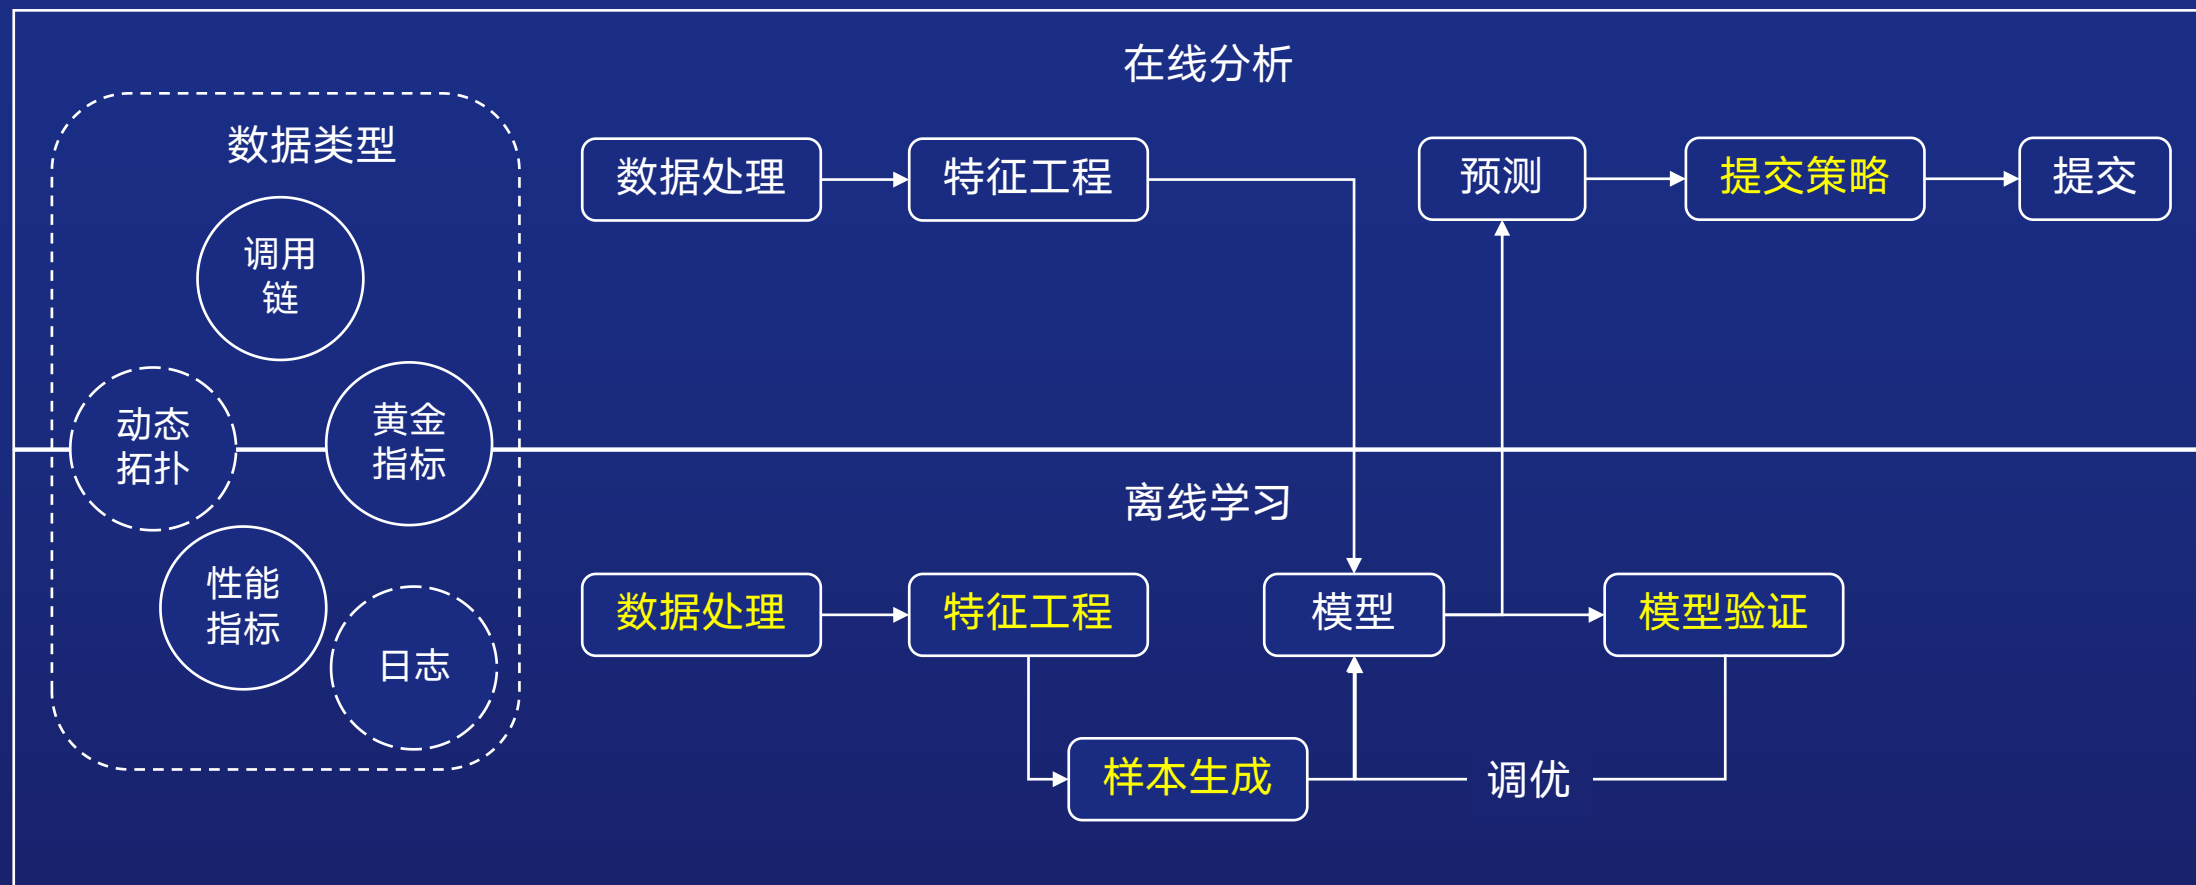 在线分析
数据类型
调用
链
动态
拓扑
黄金
指标
性能
指标
日志
数据处理
特征工程
预测
提交策略
提交
离线学习
数据处理
特征工程
模型
模型验证
样本生成
调优